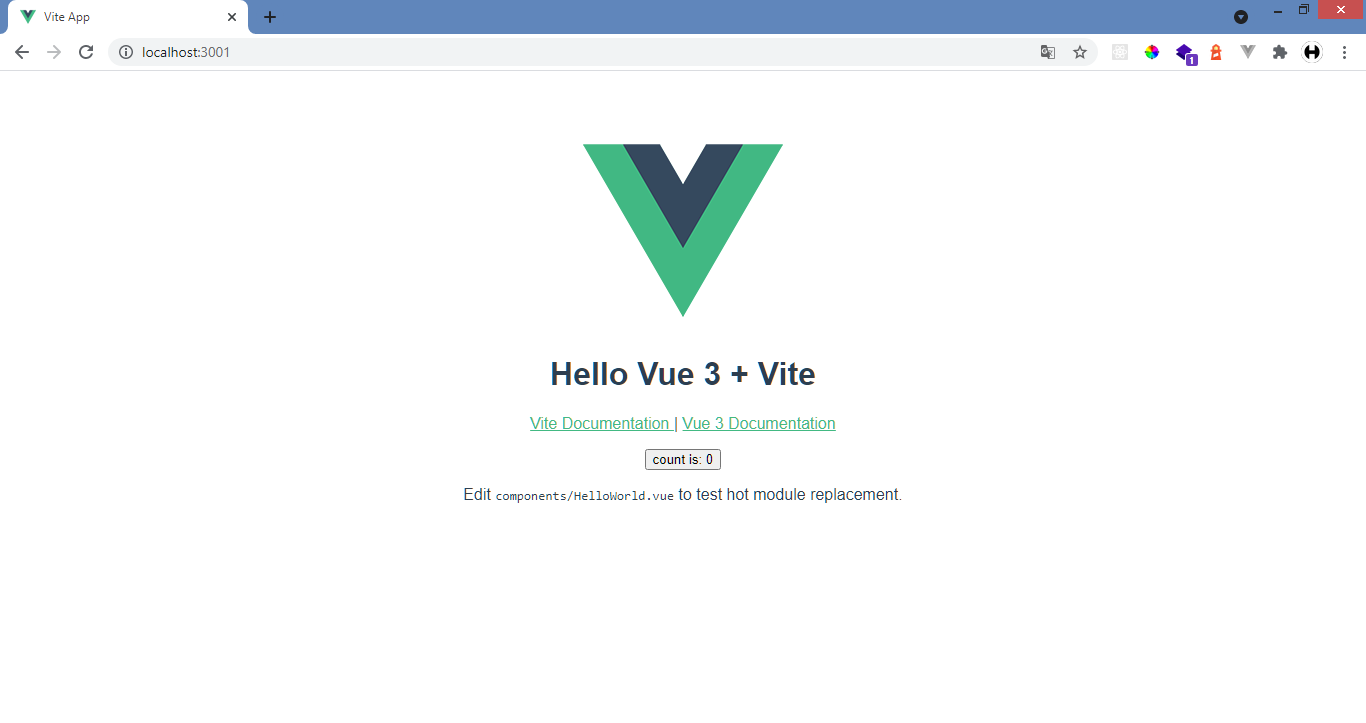 Vite App
localhost:3001
1
Hello Vue 3 + Vite
Vite Documentation | Vue 3 Documentation
count is: 0
Edit components/HelloWorld.vue to test hot module replacement.